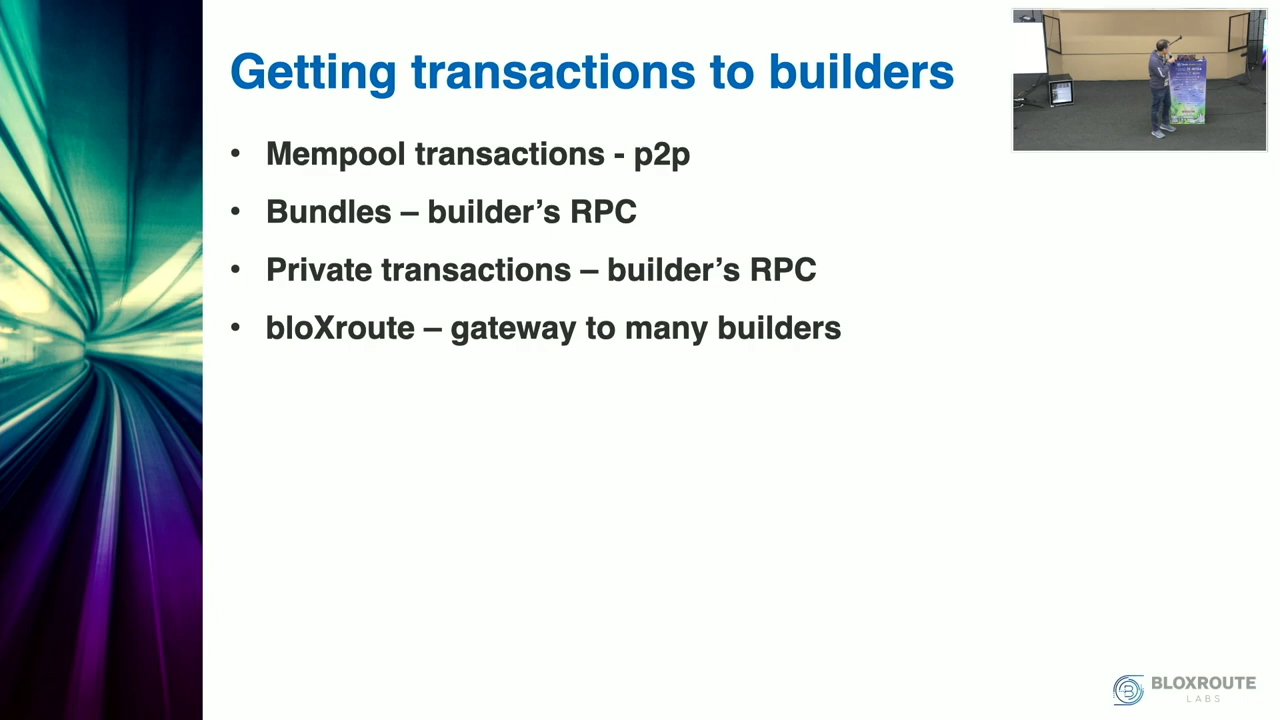 Getting transactions to builders
• Mempool transactions - p2p
• Bundles – builder’s RPC
• Private transactions – builder’s RPC
• bloXroute – gateway to many builders
BLOXROUTE
LABS